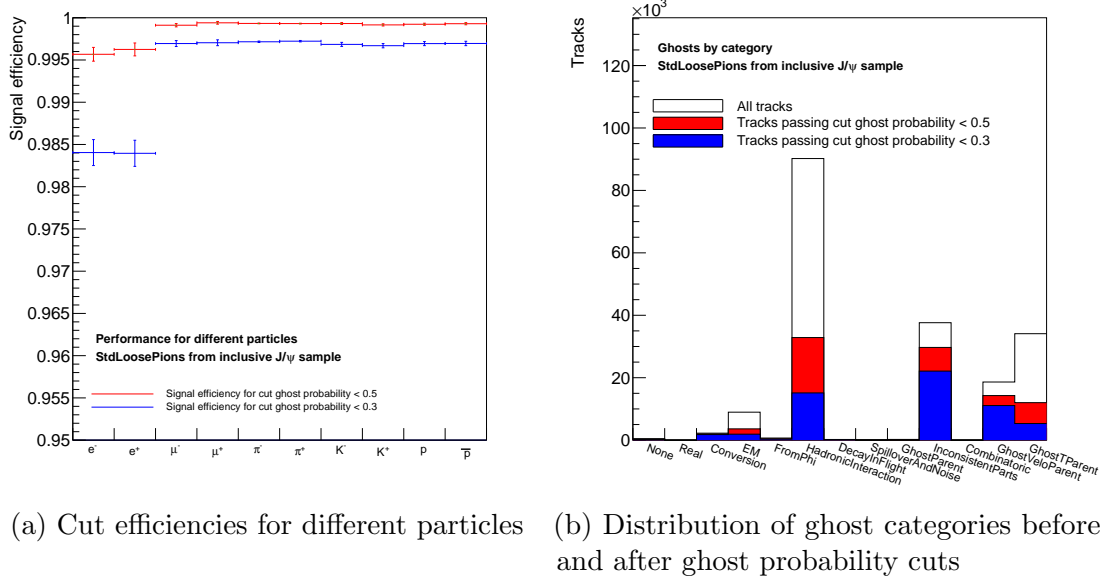 Signal efficiency
1
0.995
0.99
0.985
0.98
0.975
0.97
0.965
0.96
0.955
0.95
Performance for different particles
StdLoosePions from inclusive J/ψ sample
Signal efficiency for cut ghost probability < 0.5
Signal efficiency for cut ghost probability < 0.3
e⁻ e⁺ μ⁻ μ⁺ π⁻ π⁺ K⁻ K⁺ p p̅
(a) Cut efficiencies for different particles
Tracks
×10³
120
100
80
60
40
20
0
Ghosts by category
StdLoosePions from inclusive J/ψ sample
All tracks
Tracks passing cut ghost probability < 0.5
Tracks passing cut ghost probability < 0.3
None
Real
Conversion
EM
FromPhi
HadronicInteraction
DecayInFlight
SpilloverAndNoise
GhostParent
InconsistentParts
Combinatoric
GhostVeloParent
GhostTParent
(b) Distribution of ghost categories before
and after ghost probability cuts